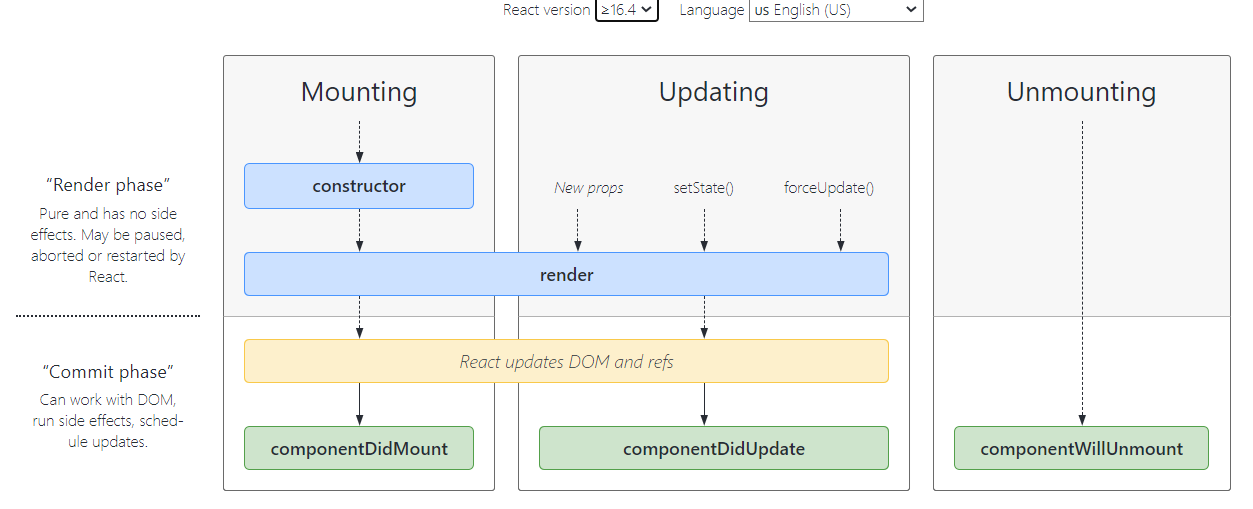 React version ≥16.4 Language us English (US)
Mounting
Updating
Unmounting
“Render phase”
Pure and has no side
effects. May be paused,
aborted or restarted by
React.
constructor
New props
setState()
forceUpdate()
render
“Commit phase”
Can work with DOM,
run side effects, sched-
ule updates.
React updates DOM and refs
componentDidMount
componentDidUpdate
componentWillUnmount